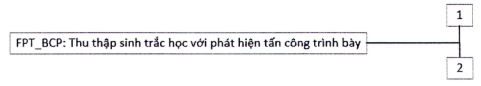 1
FPT_BCP: Thu thập sinh trắc học với phát hiện tấn công trình bày
2